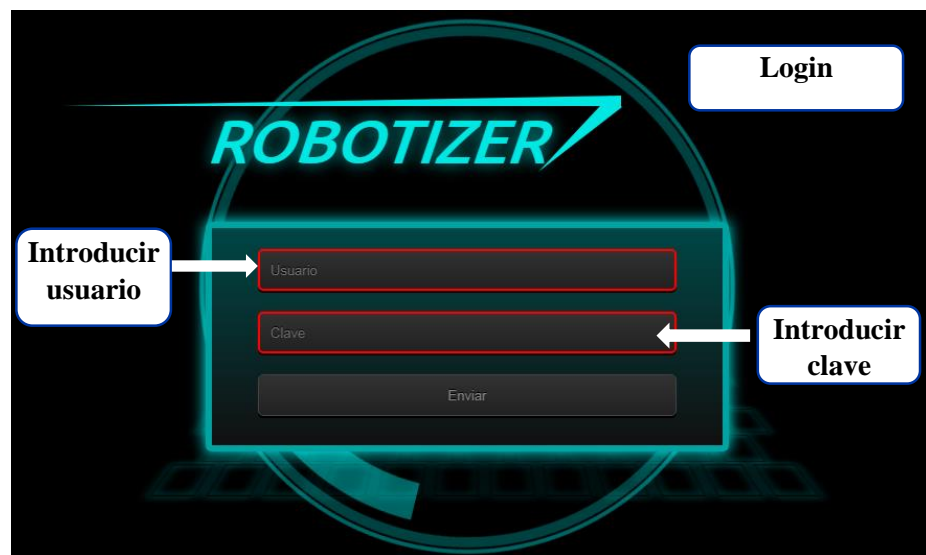 Login
ROBOTIZER
Introducir
usuario
Usuario
Clave
Introducir
clave
Enviar